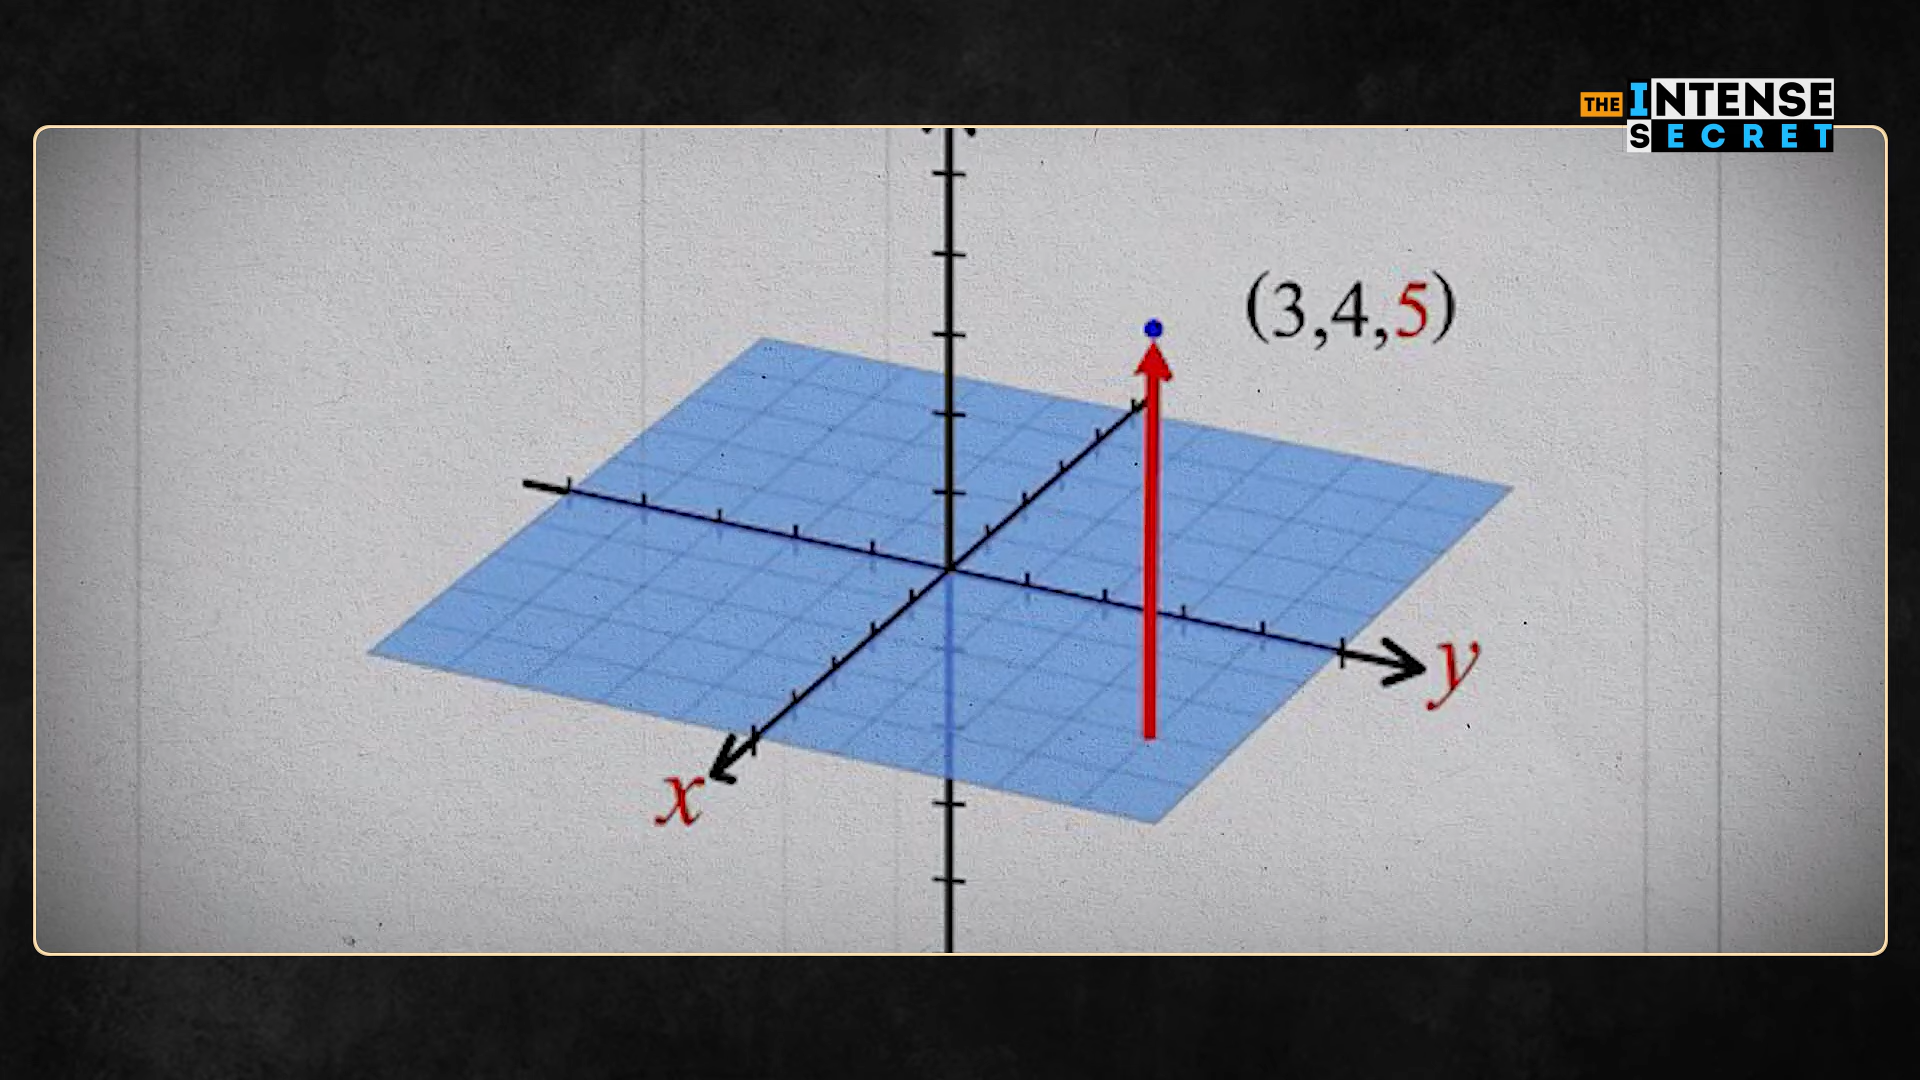 THE INTENSE
SECRET
(3,4,5)
y
x